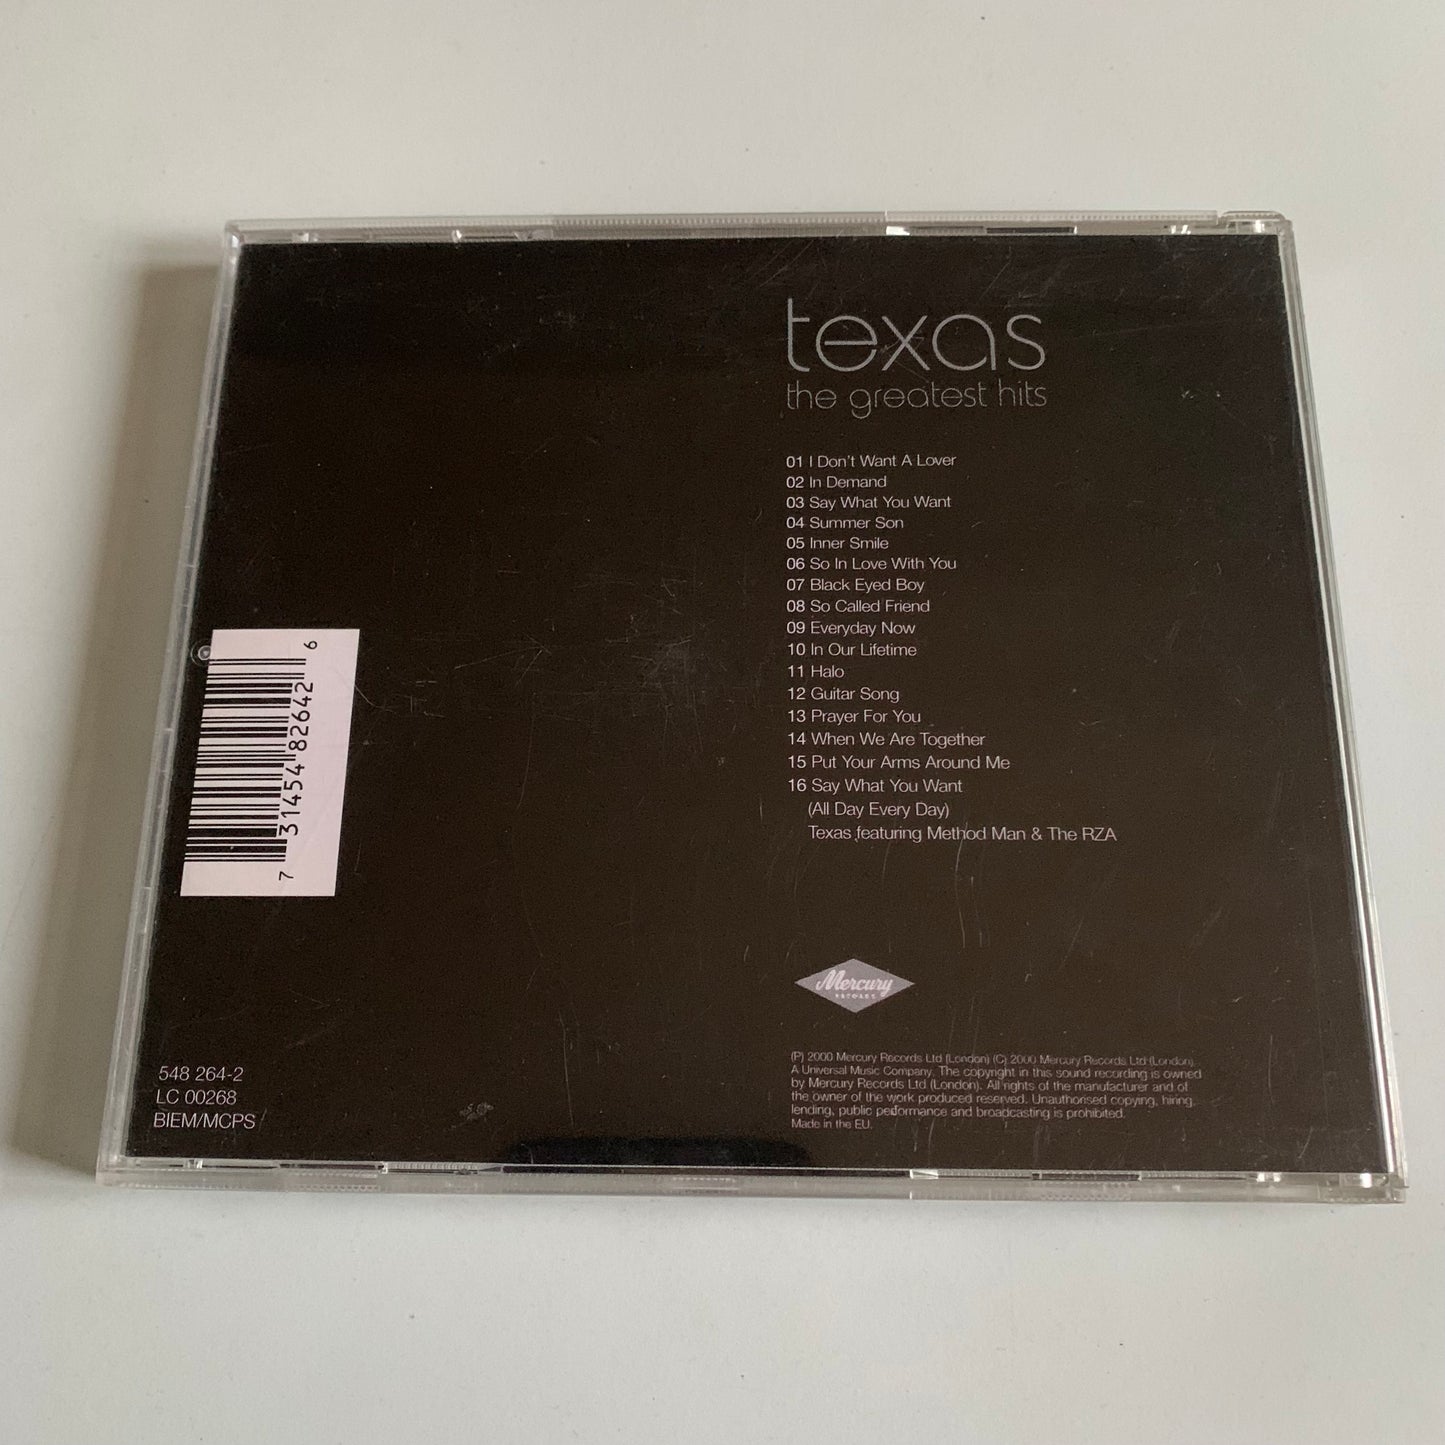 texas
the greatest hits
01 I Don't Want A Lover
02 In Demand
03 Say What You Want
04 Summer Son
05 Inner Smile
06 So In Love With You
07 Black Eyed Boy
08 So Called Friend
09 Everyday Now
10 In Our Lifetime
11 Halo
12 Guitar Song
13 Prayer For You
14 When We Are Together
15 Put Your Arms Around Me
16 Say What You Want
(All Day Every Day)
Texas featuring Method Man & The RZA
7 31454 82642 6
Mercury
RECORDS
548 264-2
LC 00268
BIEM/MCPS
(P) 2000 Mercury Records Ltd (London) (C) 2000 Mercury Records Ltd (London).
A Universal Music Company. The copyright in this sound recording is owned
by Mercury Records Ltd (London). All rights of the manufacturer and of
the owner of the work produced reserved. Unauthorised copying, hiring,
lending, public performance and broadcasting is prohibited.
Made in the EU.